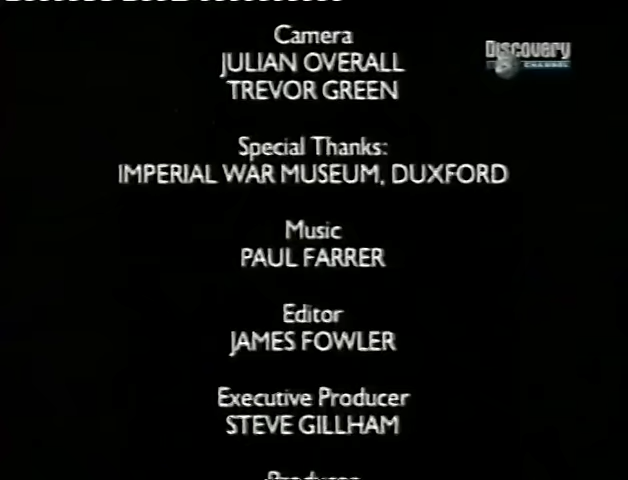 Camera
JULIAN OVERALL
TREVOR GREEN
Discovery
CHANNEL
Special Thanks:
IMPERIAL WAR MUSEUM, DUXFORD
Music
PAUL FARRER
Editor
JAMES FOWLER
Executive Producer
STEVE GILLHAM